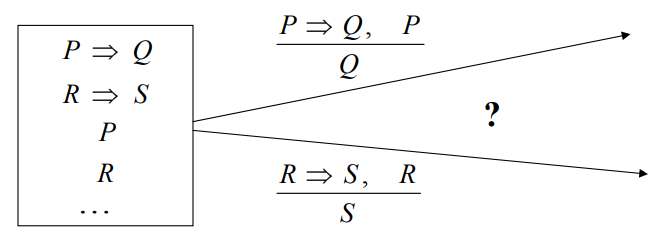 P ⇒ Q
R ⇒ S
P
R
...
P ⇒ Q, P
Q
?
R ⇒ S, R
S